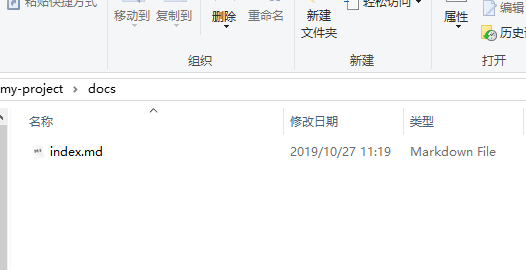 粘贴快捷方式
移动到 复制到 删除 重命名 新建
文件夹 轻松访问 属性 编辑
历史
组织 新建 打开
my-project > docs
名称 修改日期 类型
index.md 2019/10/27 11:19 Markdown File